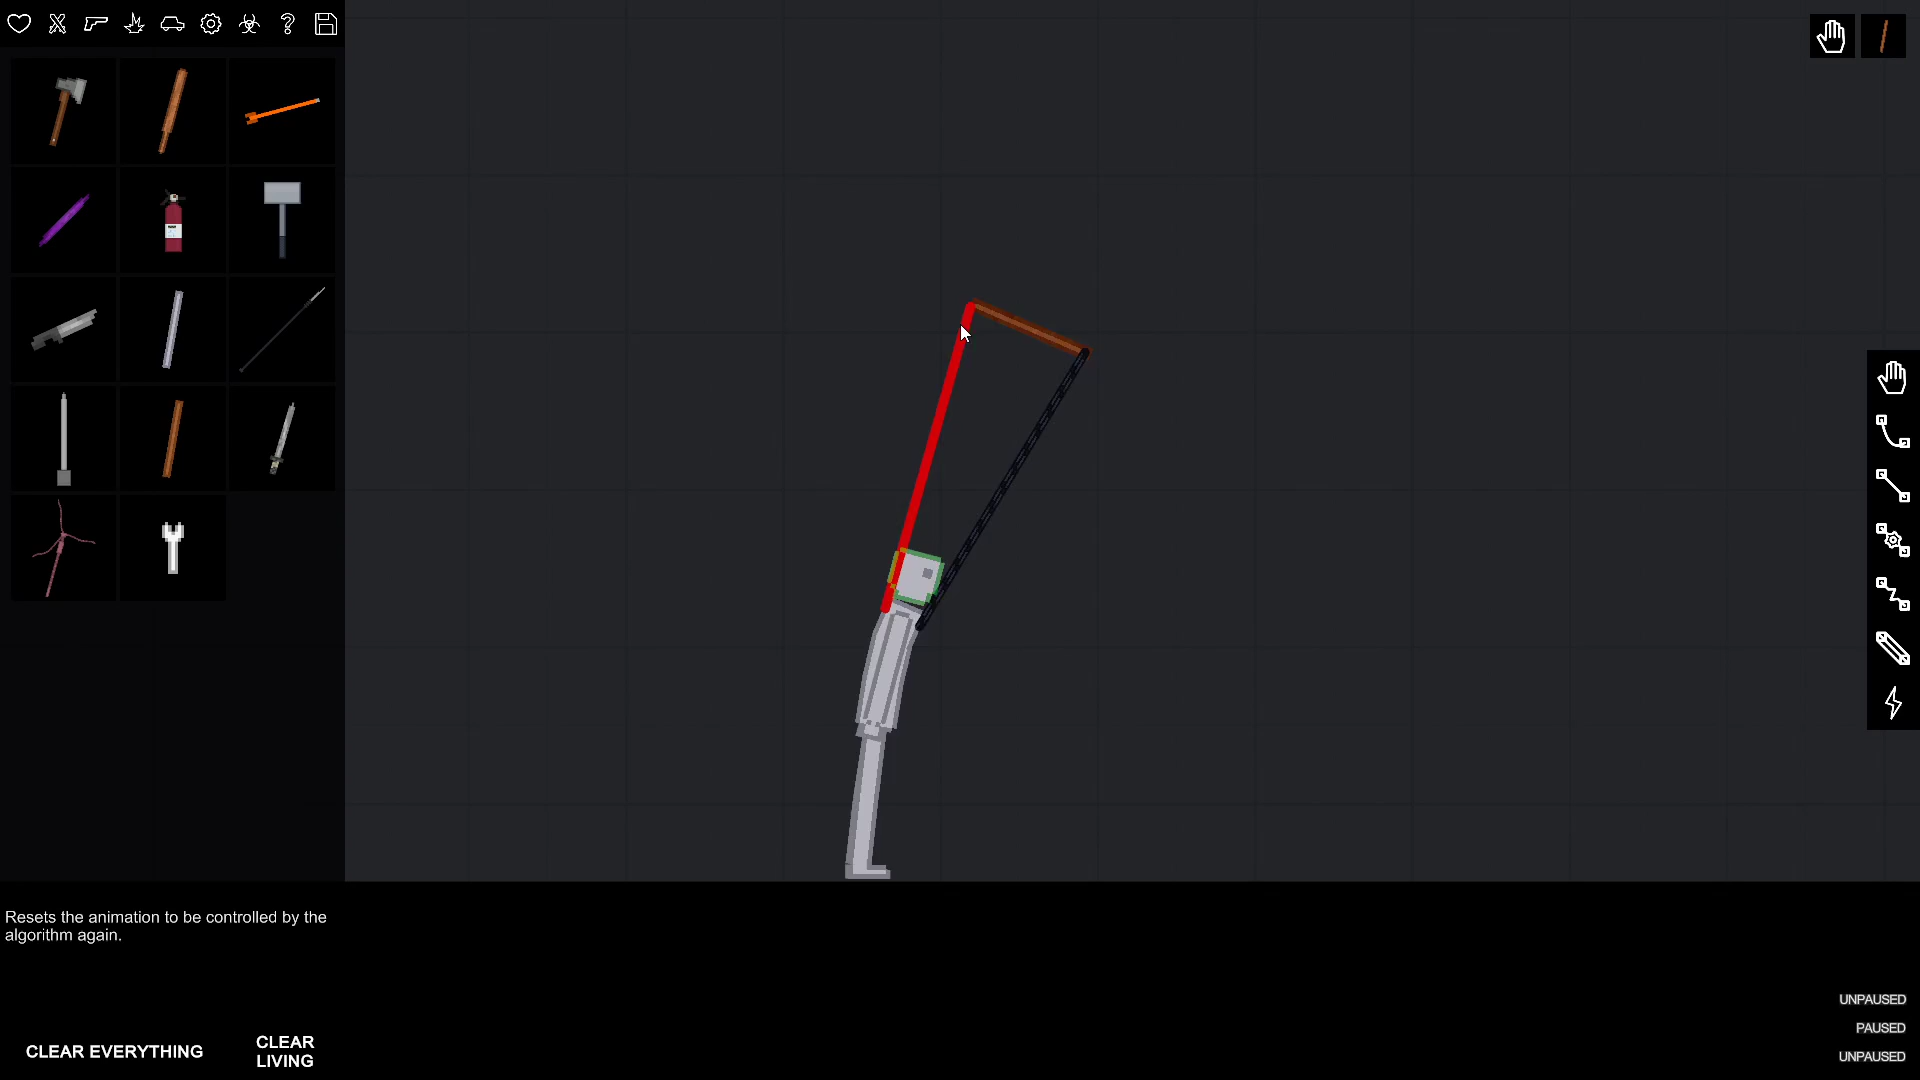 Resets the animation to be controlled by the
algorithm again.
CLEAR EVERYTHING
CLEAR
LIVING
UNPAUSED
PAUSED
UNPAUSED